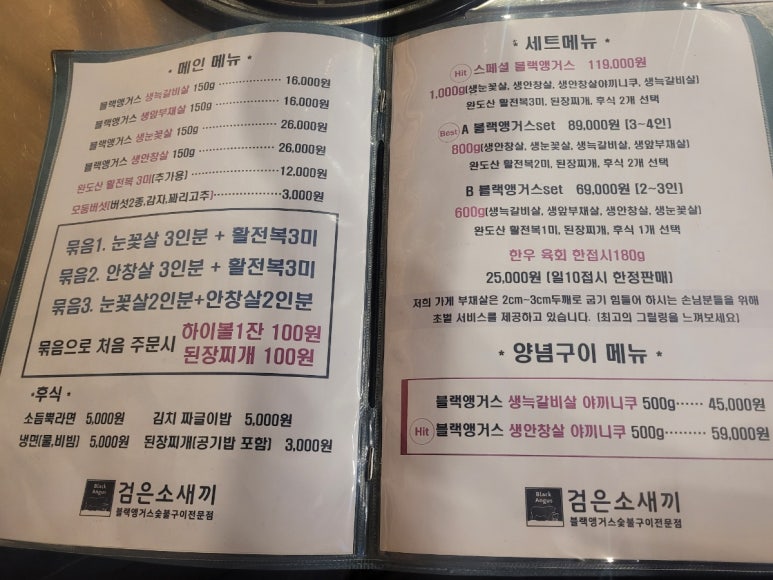 * 메인 메뉴 *
블랙앵거스 생늑갈비살 150g ················ 16.000원
블랙앵거스 생앞부채살 150g ················ 16.000원
블랙앵거스 생눈꽃살 150g ················ 26.000원
블랙앵거스 생안창살 150g ················ 26.000원
완도산 활전복 3미(추가용) ················ 12,000원
모둠버섯(버섯2종,감자,꽈리고추) ················ 3.000원
묶음1. 눈꽃살 3인분 + 활전복3미
묶음2. 안창살 3인분 + 활전복3미
묶음3. 눈꽃살2인분+안창살2인분
묶음으로 처음 주문시 하이볼1잔 100원
된장찌개 100원
*후식*
소듬뿍라면 5,000원 김치 짜글이밥 5,000원
냉면(물,비빔) 5,000원 된장찌개(공기밥 포함) 3,000원
Black Angus 검은소새끼
블랙앵거스숯불구이전문점
* 세트메뉴 *
Hit 스페셜 블랙앵거스 119,000원
1,000g(생눈꽃살, 생안창살, 생안창살야끼니쿠, 생늑갈비살)
완도산 활전복3미, 된장찌개, 후식 2개 선택
Best A 블랙앵거스set 89,000원 [3~4인]
800g(생안창살, 생눈꽃살, 생늑갈비살, 생앞부채살)
완도산 활전복2미, 된장찌개, 후식 2개 선택
B 블랙앵거스set 69,000원 [2~3인]
600g(생늑갈비살, 생앞부채살, 생안창살, 생눈꽃살)
완도산 활전복1미, 된장찌개, 후식 1개 선택
한우 육회 한접시180g
25,000원 (일10접시 한정판매)
저희 가게 부채살은 2cm~3cm두께로 굽기 힘들어 하시는 손님분들을 위해
초벌 서비스를 제공하고 있습니다. [최고의 그릴링을 느껴보세요]
* 양념구이 메뉴 *
블랙앵거스 생늑갈비살 야끼니쿠 500g······ 45,000원
Hit 블랙앵거스 생안창살 야끼니쿠 500g········· 59,000원
Black Angus 검은소새끼
블랙앵거스숯불구이전문점